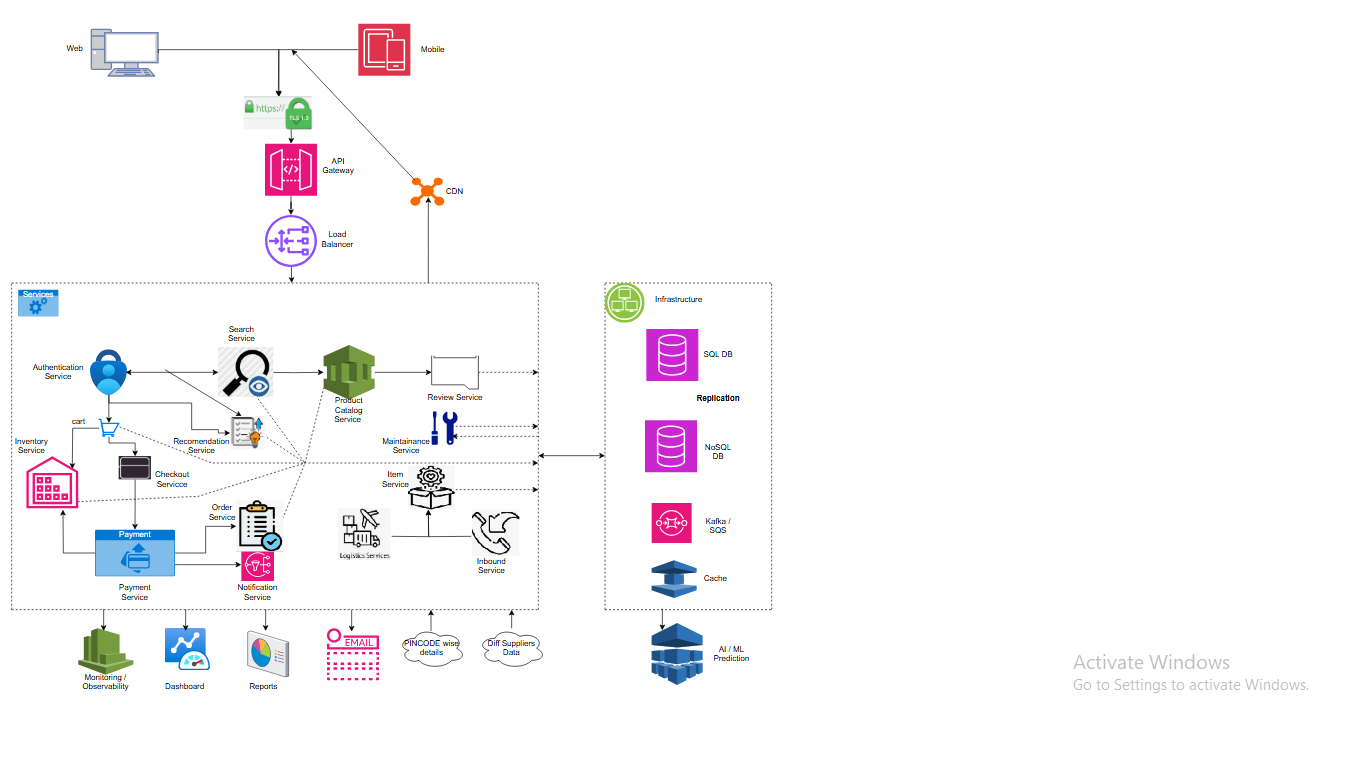 Web
Mobile
https://
TLS 1.3
API
Gateway
CDN
Load
Balancer
Services
Infrastructure
Search
Service
Authentication
Service
SQL DB
Product
Catalog
Service
Review Service
Replication
cart
Inventory
Service
Recomendation
Service
Maintainance
Service
NoSQL
DB
Checkout
Servicce
Item
Service
Order
Service
Kafka /
SQS
Payment
Logistics Services
Inbound
Service
Cache
Payment
Service
Notification
Service
EMAIL
PINCODE wise
details
Diff Suppliers
Data
AI / ML
Prediction
Monitoring /
Observability
Dashboard
Reports
Activate Windows
Go to Settings to activate Windows.